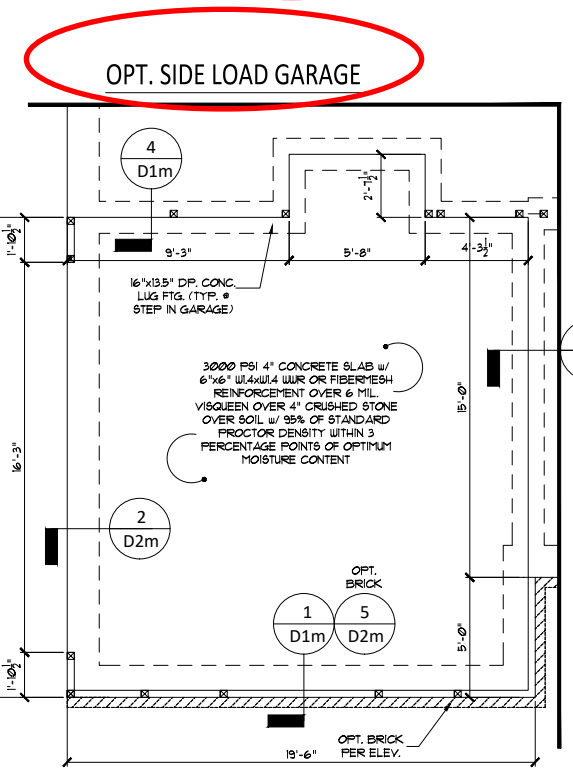 OPT. SIDE LOAD GARAGE
4
D1m
2'-7½"
1'-10½"
9'-3"
5'-8"
4'-3½"
16"x13.5" DP. CONC.
LUG FTG. (TYP. @
STEP IN GARAGE)
3000 PSI 4" CONCRETE SLAB w/
6"x6" W1.4xW1.4 WWR OR FIBERMESH
REINFORCEMENT OVER 6 MIL.
VISQUEEN OVER 4" CRUSHED STONE
OVER SOIL w/ 95% OF STANDARD
PROCTOR DENSITY WITHIN 3
PERCENTAGE POINTS OF OPTIMUM
MOISTURE CONTENT
15'-0"
16'-3"
2
D2m
OPT.
BRICK
1
D1m
5
D2m
5'-0"
1'-10½"
OPT. BRICK
PER ELEV.
19'-6"